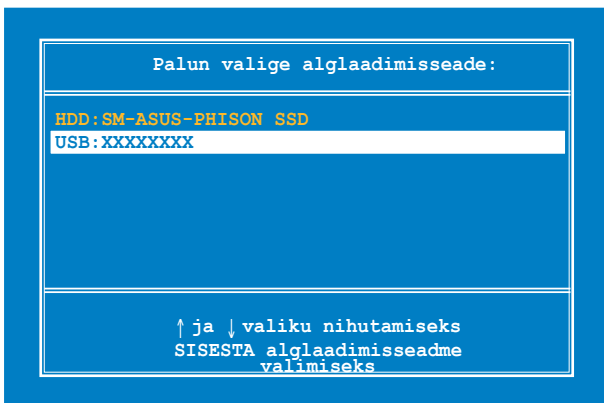 Palun valige alglaadimisseade:
HDD:SM-ASUS-PHISON SSD
USB:XXXXXXXX
↑ ja ↓ valiku nihutamiseks
SISESTA alglaadimisseadme
valimiseks